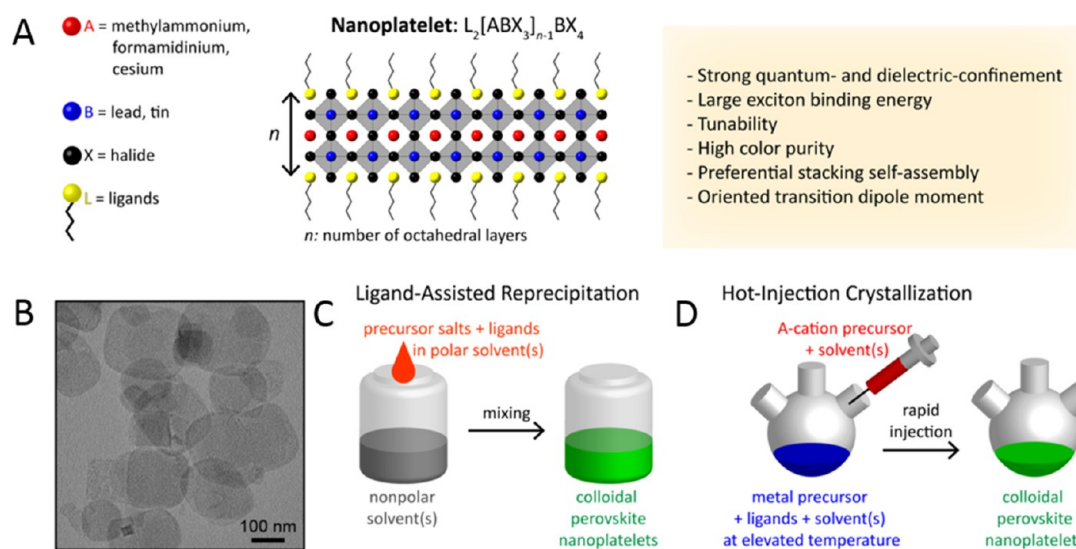 A
A = methylammonium,
formamidinium,
cesium
B = lead, tin
X = halide
L = ligands
Nanoplatelet: L₂[ABX₃]ₙ₋₁BX₄
n
n: number of octahedral layers
- Strong quantum- and dielectric-confinement
- Large exciton binding energy
- Tunability
- High color purity
- Preferential stacking self-assembly
- Oriented transition dipole moment
B
100 nm
C
Ligand-Assisted Reprecipitation
precursor salts + ligands
in polar solvent(s)
mixing
nonpolar
solvent(s)
colloidal
perovskite
nanoplatelets
D
Hot-Injection Crystallization
A-cation precursor
+ solvent(s)
rapid
injection
metal precursor
+ ligands + solvent(s)
at elevated temperature
colloidal
perovskite
nanoplatelet